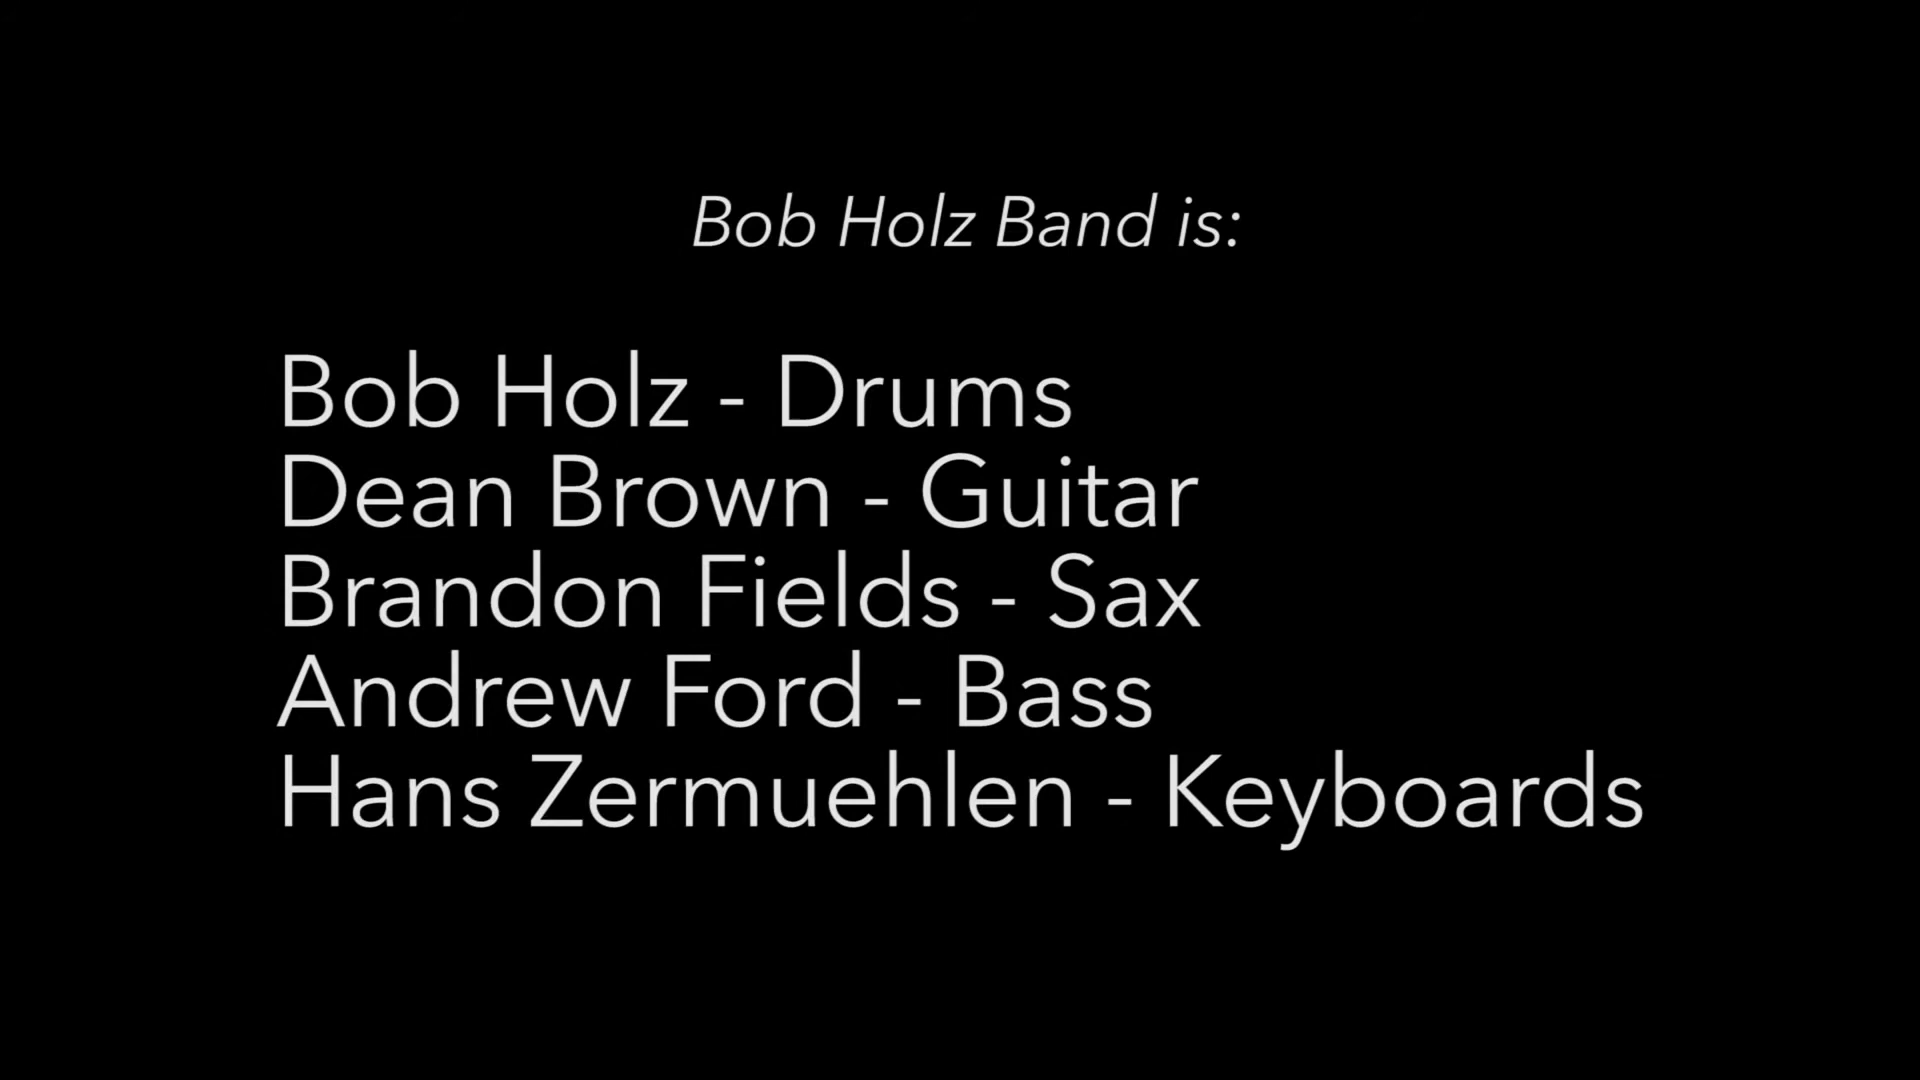 Bob Holz Band is:
Bob Holz - Drums
Dean Brown - Guitar
Brandon Fields - Sax
Andrew Ford - Bass
Hans Zermuehlen - Keyboards